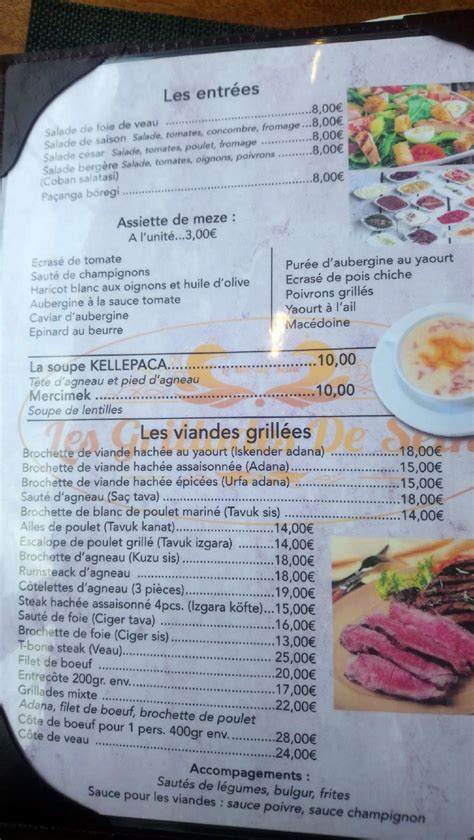 Les entrées
Salade de foie de veau ........8,00€
Salade de saison Salade, tomates, concombre, fromage ...8,00€
Salade césar Salade, tomates, poulet, fromage ........8,00€
Salade bergère Salade, tomates, oignons, poivrons ........8,00€
(Coban salatasi)
Paçanga böregi ........8,00€
Assiette de meze :
A l'unité...3,00€
Ecrasé de tomate
Sauté de champignons
Haricot blanc aux oignons et huile d'olive
Aubergine à la sauce tomate
Caviar d'aubergine
Epinard au beurre
Purée d'aubergine au yaourt
Ecrasé de pois chiche
Poivrons grillés
Yaourt à l'ail
Macédoine
La soupe KELLEPACA........10,00
Tête d'agneau et pied d'agneau
Mercimek ........10,00
Soupe de lentilles
Les Grillades De
Les viandes grillées
Brochette de viande hachée au yaourt (Iskender adana) ........18,00€
Brochette de viande hachée assaisonnée (Adana) ........15,00€
Brochette de viande hachée épicées (Urfa adana) ........15,00€
Sauté d'agneau (Saç tava) ........18,00€
Brochette de blanc de poulet mariné (Tavuk sis) ........14,00€
Ailes de poulet (Tavuk kanat) ........14,00€
Escalope de poulet grillé (Tavuk izgara) ........14,00€
Brochette d'agneau (Kuzu sis) ........18,00€
Rumsteack d'agneau ........18,00€
Côtelettes d'agneau (3 pièces) ........19,00€
Steak hachée assaisonné 4pcs. (Izgara köfte)...15,00€
Sauté de foie (Ciger tava) ........16,00€
Brochette de foie (Ciger sis) ........13,00€
T-bone steak (Veau) ........25,00€
Filet de boeuf ........20,00€
Entrecôte 200gr. env. ........17,00€
Grillades mixte ........22,00€
Adana, filet de boeuf, brochette de poulet
Côte de boeuf pour 1 pers. 400gr env. ........28,00€
Côte de veau ........24,00€
Accompagements :
Sautés de légumes, bulgur, frites
Sauce pour les viandes : sauce poivre, sauce champignon